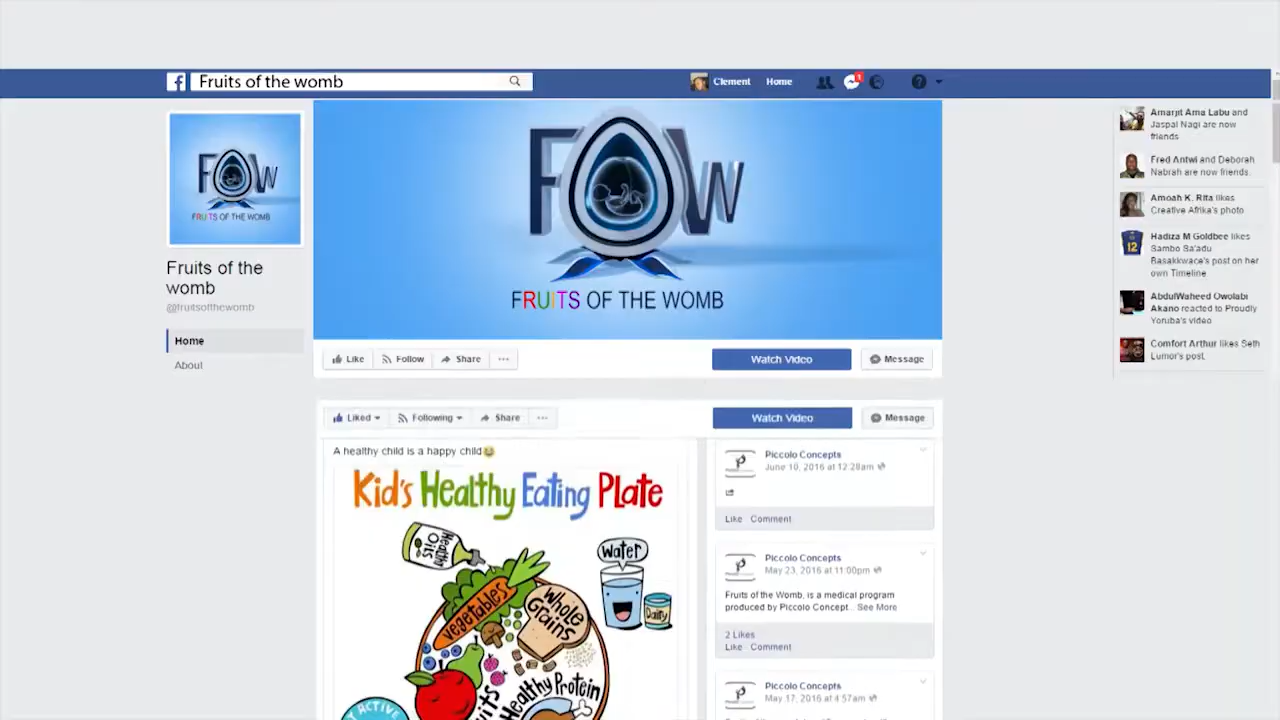 Fruits of the womb
Clement
Home
1
FOW
FRUITS OF THE WOMB
Fruits of the
womb
@fruitsofthewomb
Home
About
FOW
FRUITS OF THE WOMB
Like
Follow
Share
Watch Video
Message
Liked
Following
Share
Watch Video
Message
A healthy child is a happy child
Kid's Healthy Eating Plate
Healthy
Oils
Water
Dairy
Vegetables
Whole
Grains
Healthy Protein
Piccolo Concepts
June 10, 2016 at 12:28am
Like Comment
Piccolo Concepts
May 23, 2016 at 11:00pm
Fruits of the Womb, is a medical program
produced by Piccolo Concept... See More
2 Likes
Like Comment
Piccolo Concepts
May 17, 2016 at 4:57am
Amarjit Ama Labu and
Jaspal Nagi are now
friends
Fred Antwi and Deborah
Nabrah are now friends.
Amoah K. Rita likes
Creative Afrika's photo
12
Hadiza M Goldbee likes
Sambo Sa'adu
Basakkwace's post on her
own Timeline
AbdulWaheed Owolabi
Akano reacted to Proudly
Yoruba's video
Comfort Arthur likes Seth
Lumor's post